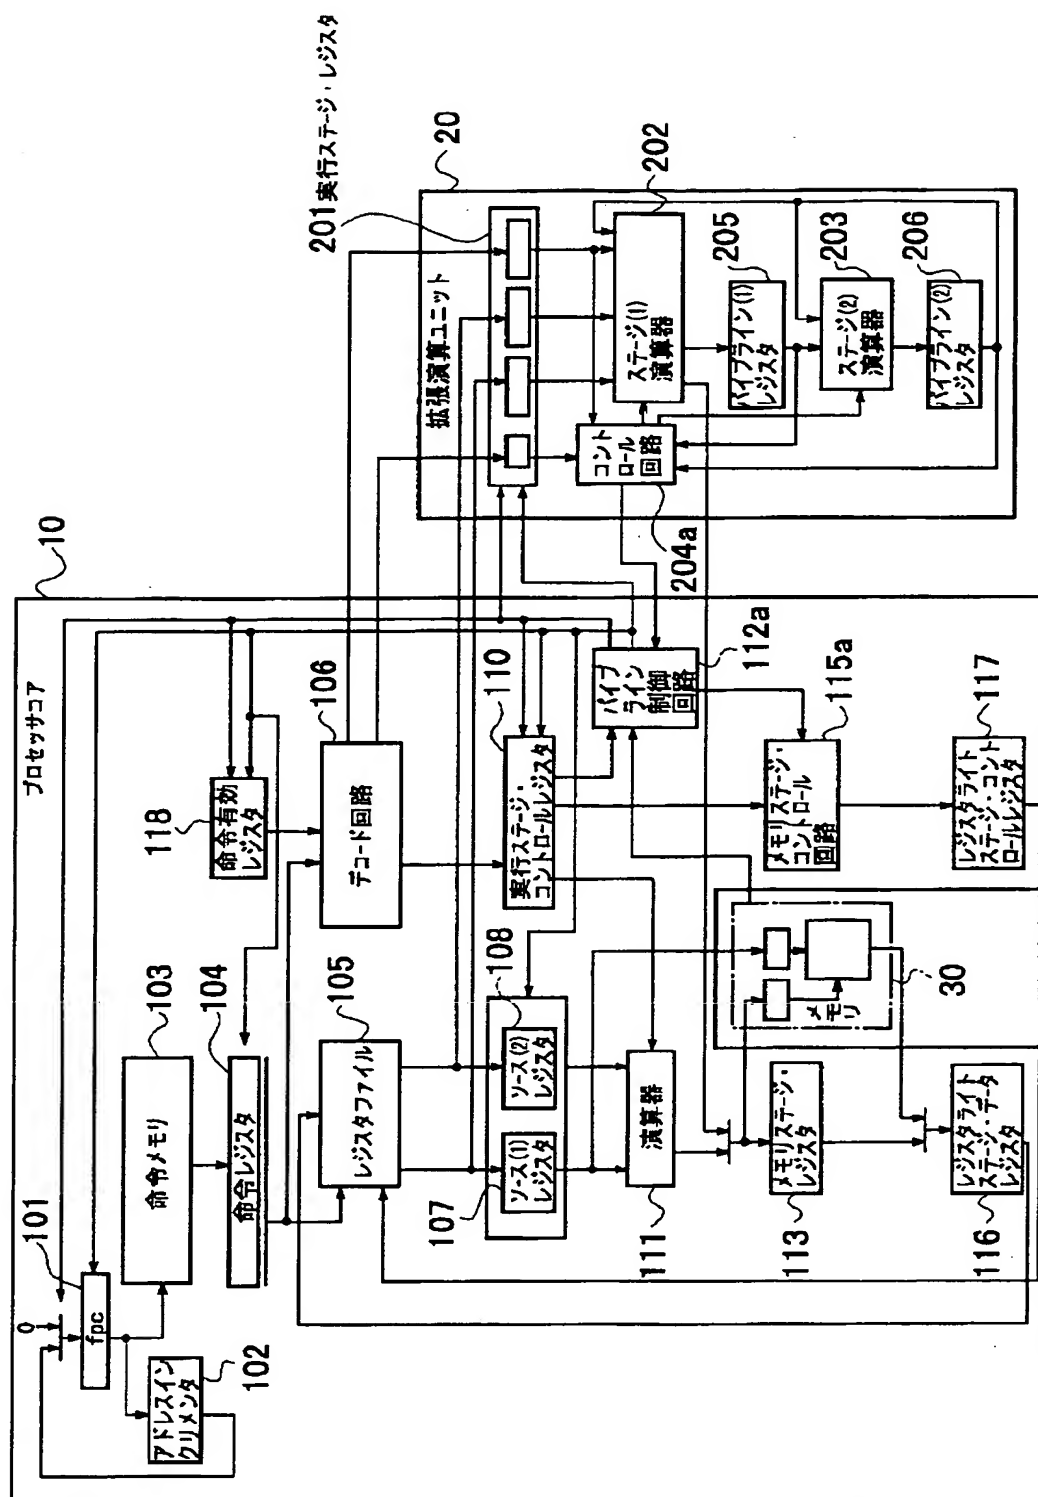 プロセッサコア
10
0
101
fpc
アドレスイン
クリメンタ
102
103
命令メモリ
104
命令レジスタ
118
命令有効
レジスタ
106
デコード回路
105
レジスタファイル
107
ソース(1)
レジスタ
108
ソース(2)
レジスタ
110
実行ステージ・
コントロールレジスタ
111
演算器
パイプ
ライン
制御
回路
112a
113
メモリステージ・
レジスタ
メモリ
30
メモリステージ・
コントロール
回路
115a
116
レジスタライト
ステージ・データ
レジスタ
レジスタライト
ステージ・コント
ロールレジスタ
117
20
拡張演算ユニット
201実行ステージ・レジスタ
202
ステージ(1)
演算器
コント
ロール
回路
204a
205
パイプライン(1)
レジスタ
203
ステージ(2)
演算器
206
パイプライン(2)
レジスタ